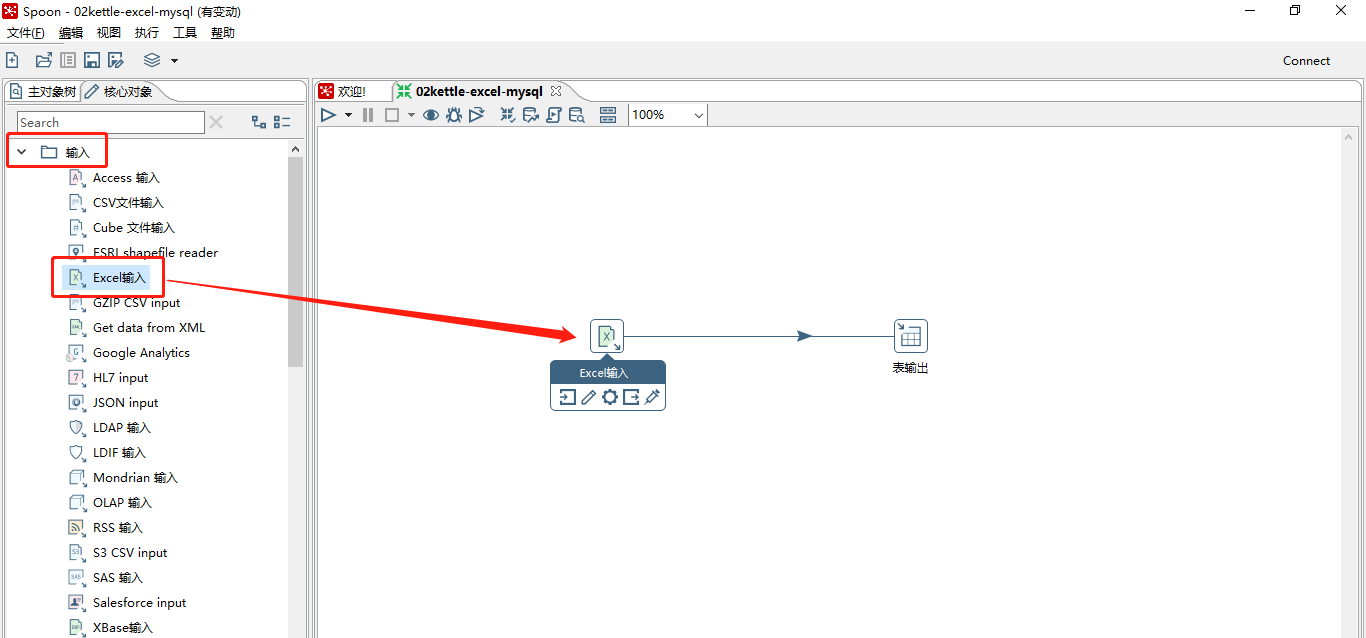 Spoon - 02kettle-excel-mysql (有变动)
文件(F) 编辑 视图 执行 工具 帮助
Connect
主对象树 核心对象
欢迎! 02kettle-excel-mysql
Search
100%
输入
Access 输入
CSV文件输入
Cube 文件输入
ESRI shapefile reader
Excel输入
GZIP CSV input
Get data from XML
Google Analytics
HL7 input
JSON input
LDAP 输入
LDIF 输入
Mondrian 输入
OLAP 输入
RSS 输入
S3 CSV input
SAS 输入
Salesforce input
XBase输入
Excel输入
表输出